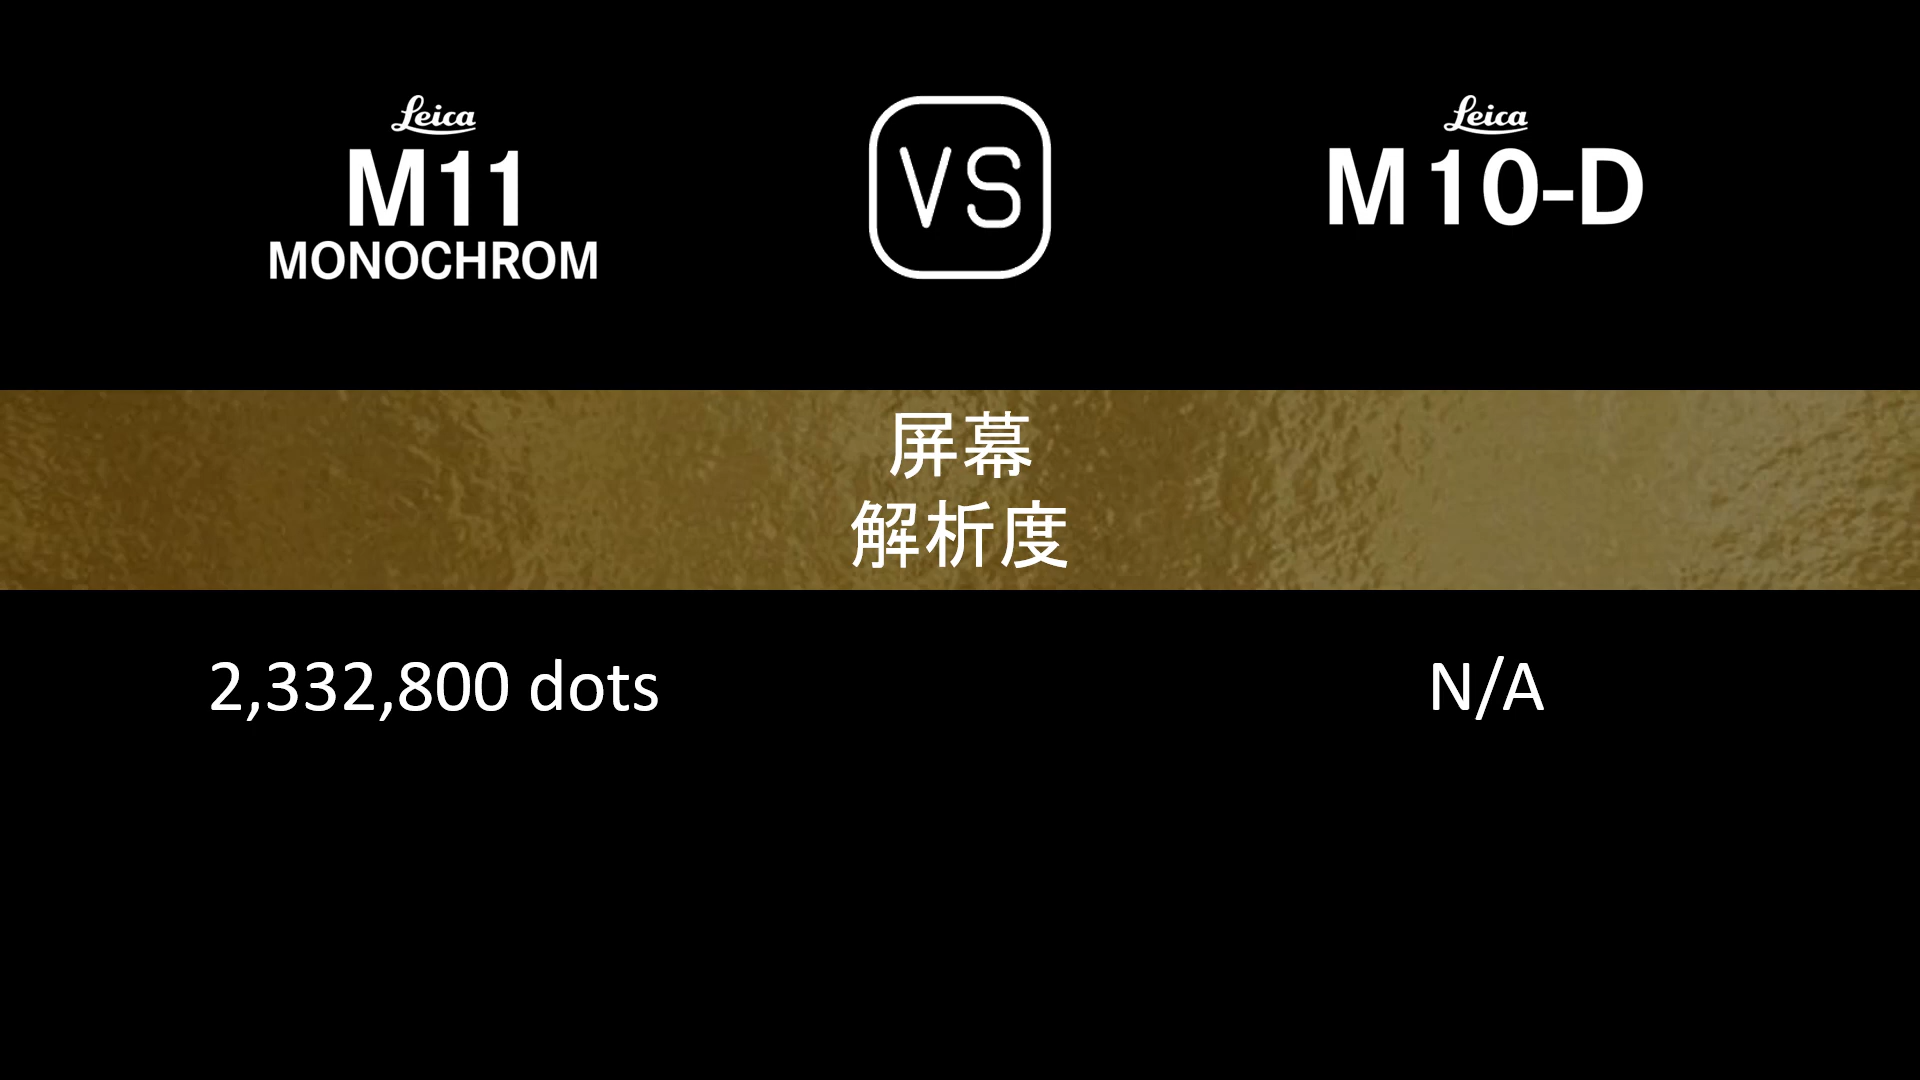 Leica
M11
MONOCHROM
VS
Leica
M10-D
屏幕
解析度
2,332,800 dots
N/A